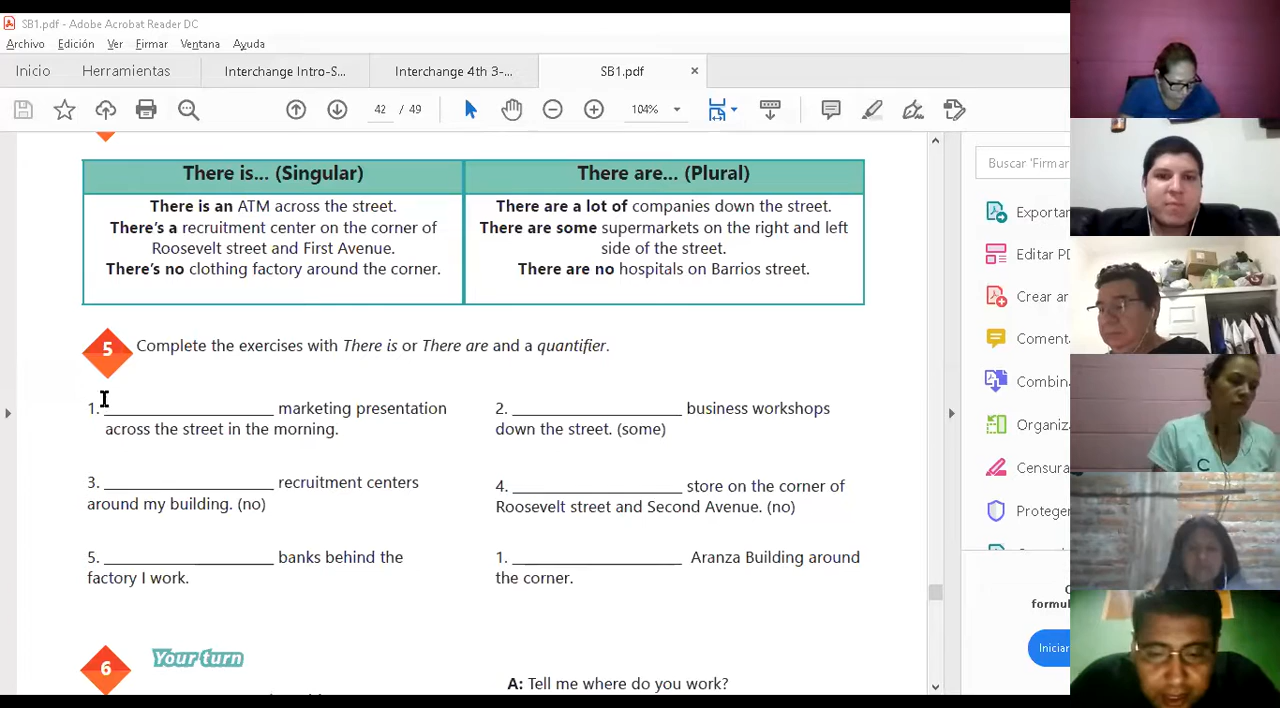 SB1.pdf - Adobe Acrobat Reader DC
Archivo Edición Ver Firmar Ventana Ayuda
Inicio Herramientas Interchange Intro-S... Interchange 4th 3-... SB1.pdf ×
42 / 49 104%
There is... (Singular)
There is an ATM across the street.
There's a recruitment center on the corner of
Roosevelt street and First Avenue.
There's no clothing factory around the corner.
There are... (Plural)
There are a lot of companies down the street.
There are some supermarkets on the right and left
side of the street.
There are no hospitals on Barrios street.
5 Complete the exercise with There is or There are and a quantifier.
1. ____________________ marketing presentation
across the street in the morning.
2. ____________________ business workshops
down the street. (some)
3. ____________________ recruitment centers
around my building. (no)
4. ____________________ store on the corner of
Roosevelt street and Second Avenue. (no)
5. ____________________ banks behind the
factory I work.
1. ____________________ Aranza Building around
the corner.
6 Your turn
A: Tell me where do you work?
Buscar 'Firmar
Exportar
Editar PD
Crear ar
Comenta
Combin
Organiz
Censura
Proteger
formul
Iniciar